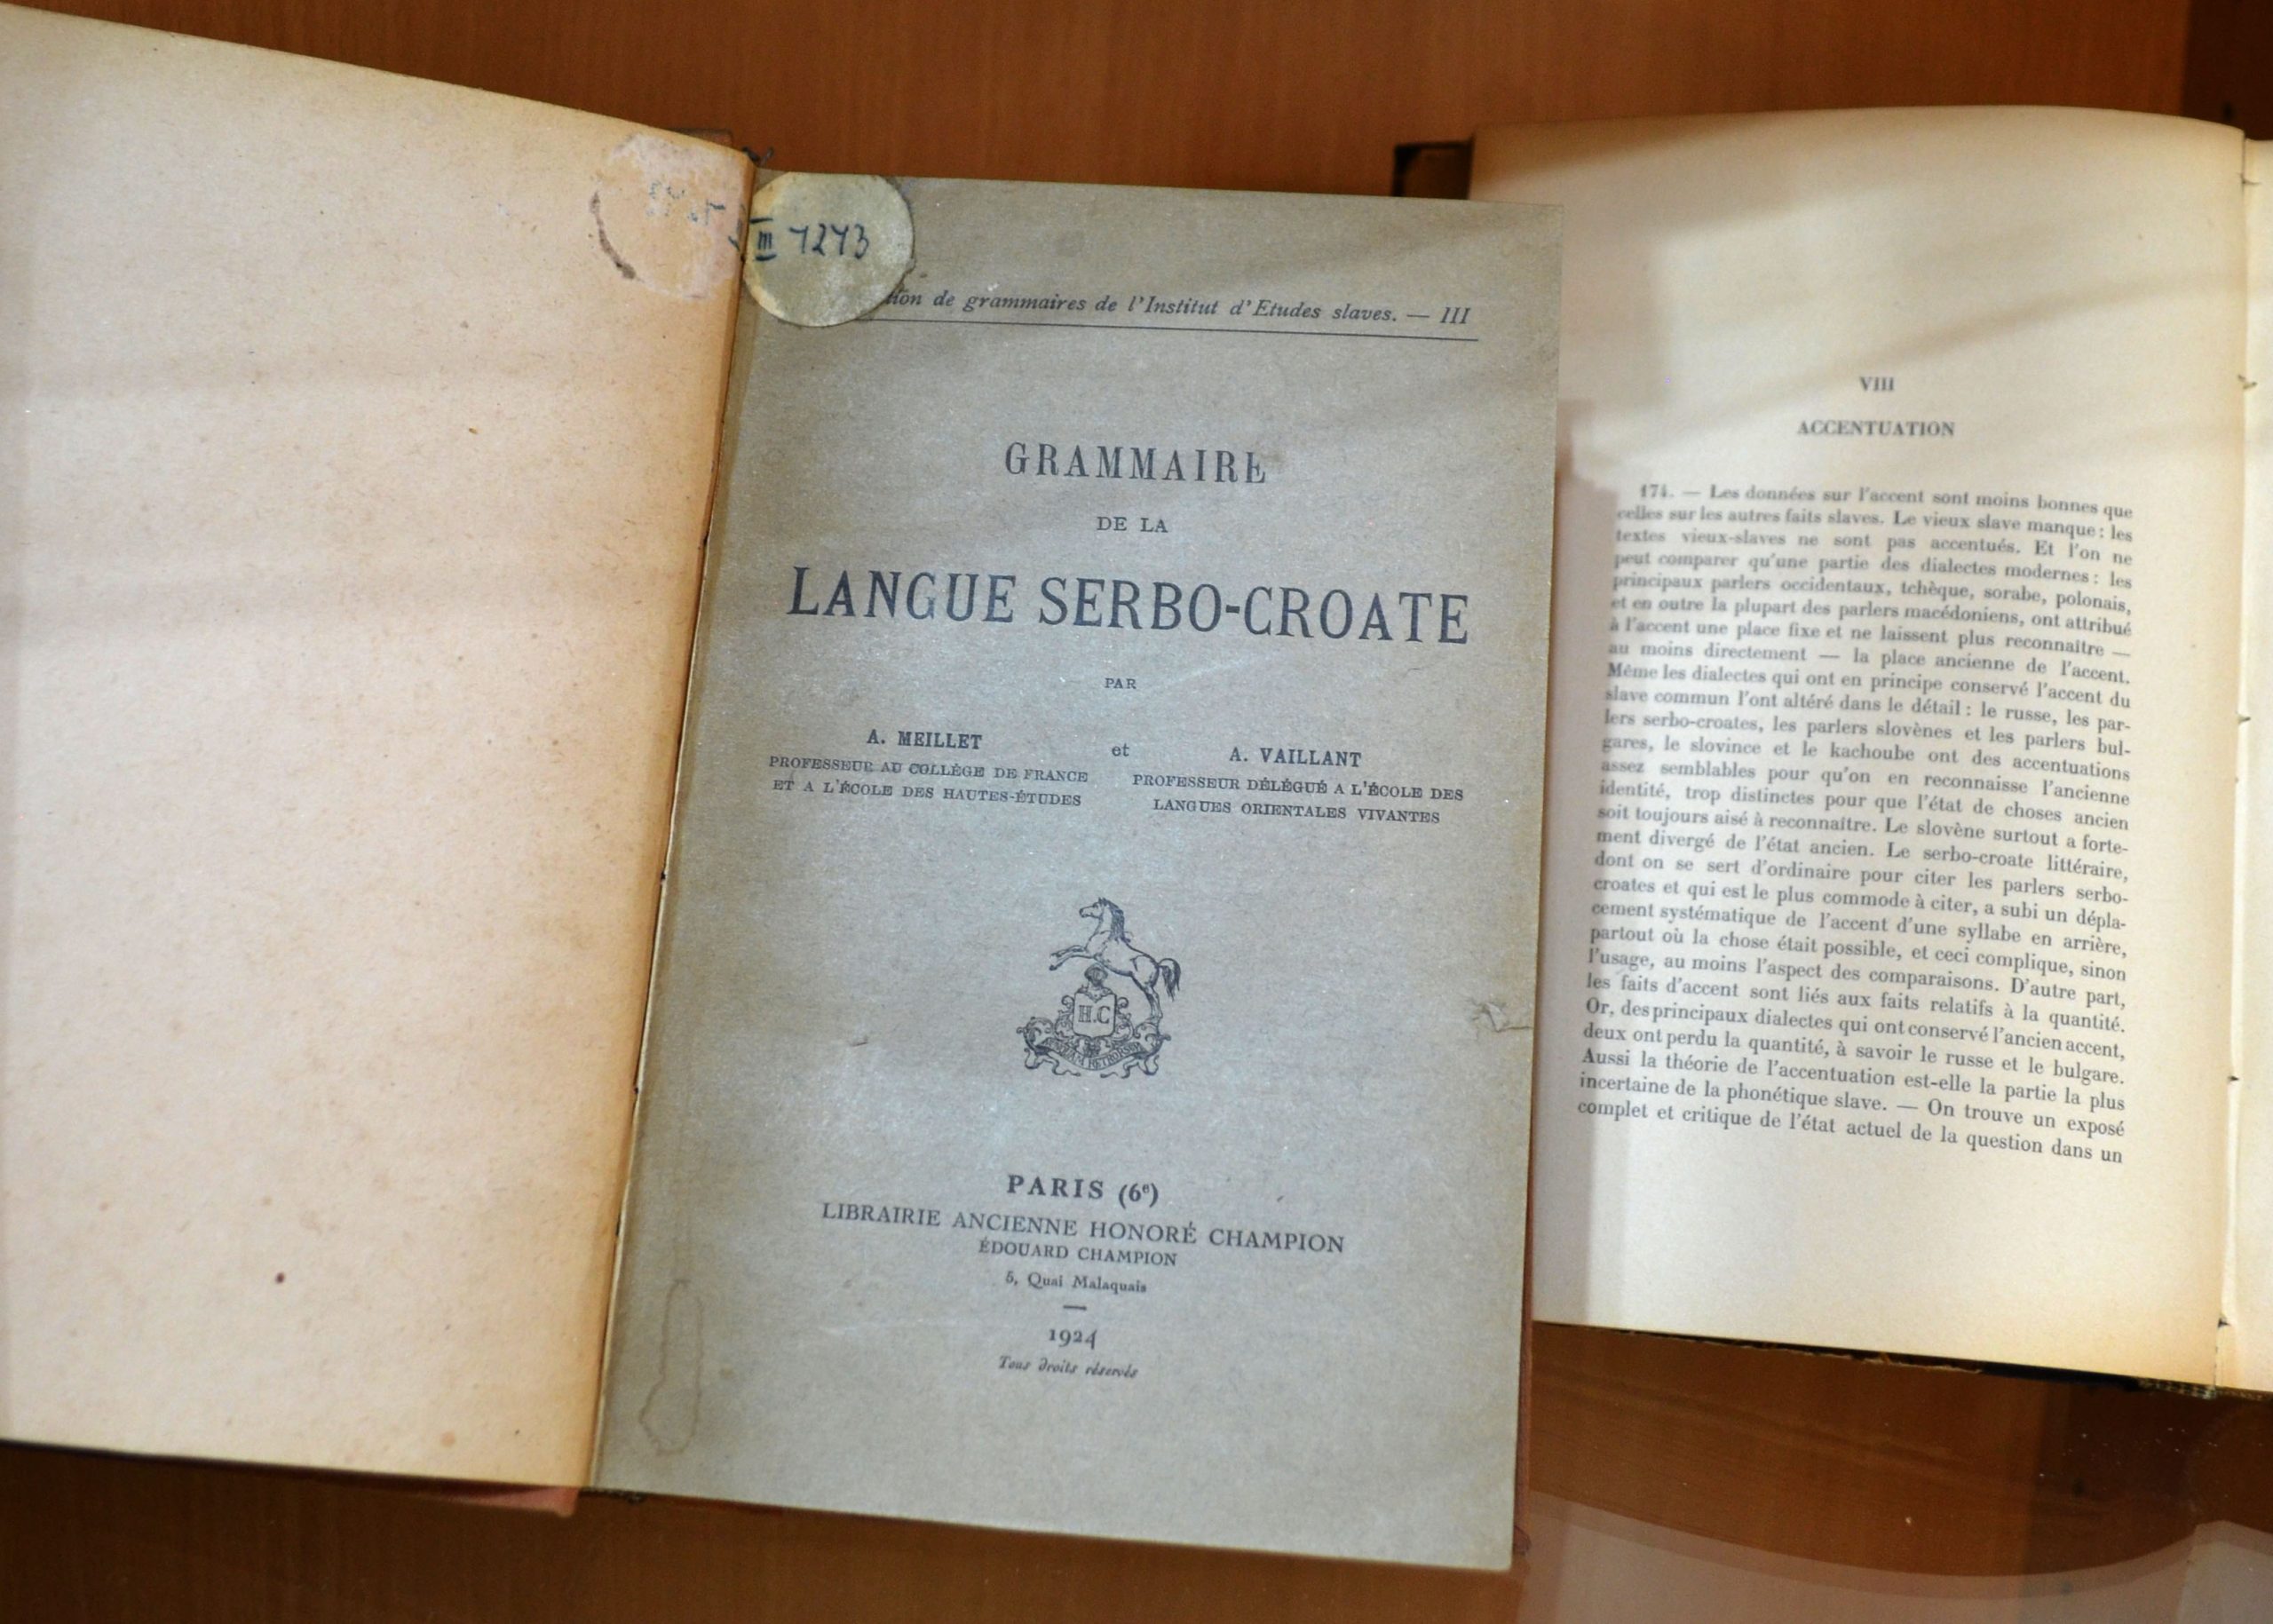 III 1273
tion de grammaires de l'Institut d'Etudes slaves. — III
GRAMMAIRE
DE LA
LANGUE SERBO-CROATE
PAR
A. MEILLET
PROFESSEUR AU COLLÈGE DE FRANCE
ET A L'ÉCOLE DES HAUTES-ÉTUDES
et
A. VAILLANT
PROFESSEUR DÉLÉGUÉ A L'ÉCOLE DES
LANGUES ORIENTALES VIVANTES
H.C
PARIS (6e)
LIBRAIRIE ANCIENNE HONORÉ CHAMPION
ÉDOUARD CHAMPION
5, Quai Malaquais
1924
Tous droits réservés
VIII
ACCENTUATION
174. — Les données sur l'accent sont moins bonnes que
celles sur les autres faits slaves. Le vieux slave manque : les
textes vieux-slaves ne sont pas accentués. Et l'on ne
peut comparer qu'une partie des dialectes modernes : les
principaux parlers occidentaux, tchèque, sorabe, polonais,
et en outre la plupart des parlers macédoniens, ont attribué
à l'accent une place fixe et ne laissent plus reconnaître —
au moins directement — la place ancienne de l'accent.
Même les dialectes qui ont en principe conservé l'accent du
slave commun l'ont altéré dans le détail : le russe, les par-
lers serbo-croates, les parlers slovènes et les parlers bul-
gares, le slovince et le kachoube ont des accentuations
assez semblables pour qu'on en reconnaisse l'ancienne
identité, trop distinctes pour que l'état de choses ancien
soit toujours aisé à reconnaître. Le slovène surtout a forte-
ment divergé de l'état ancien. Le serbo-croate littéraire,
dont on se sert d'ordinaire pour citer les parlers serbo-
croates et qui est le plus commode à citer, a subi un dépla-
cement systématique de l'accent d'une syllabe en arrière,
partout où la chose était possible, et ceci complique, sinon
l'usage, au moins l'aspect des comparaisons. D'autre part,
les faits d'accent sont liés aux faits relatifs à la quantité.
Or, des principaux dialectes qui ont conservé l'ancien accent,
deux ont perdu la quantité, à savoir le russe et le bulgare.
Aussi la théorie de l'accentuation est-elle la partie la plus
incertaine de la phonétique slave. — On trouve un exposé
complet et critique de l'état actuel de la question dans un